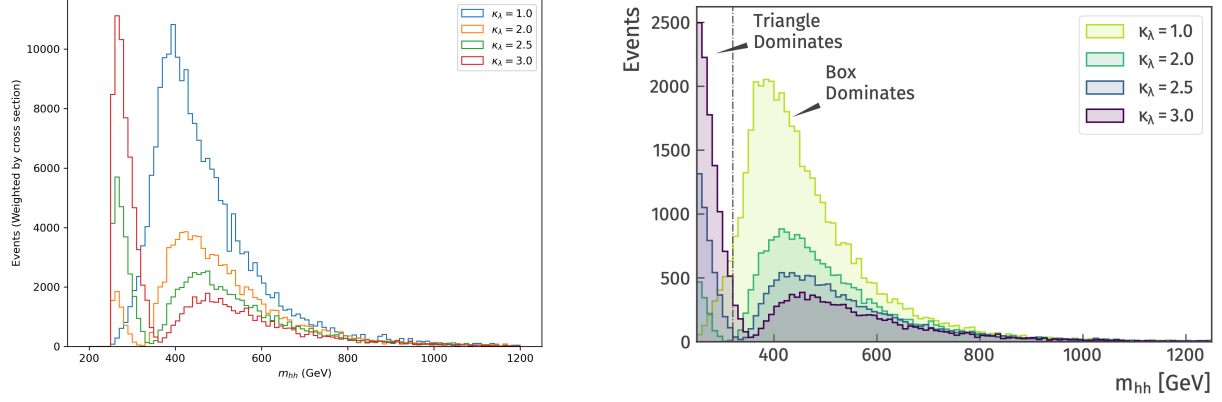 Events (Weighted by cross section)
10000
8000
6000
4000
2000
0
200
400
600
800
1000
1200
m_hh (GeV)
κ_λ = 1.0
κ_λ = 2.0
κ_λ = 2.5
κ_λ = 3.0
Events
2500
2000
1500
1000
500
0
400
600
800
1000
1200
m_hh [GeV]
Triangle
Dominates
Box
Dominates
κ_λ = 1.0
κ_λ = 2.0
κ_λ = 2.5
κ_λ = 3.0